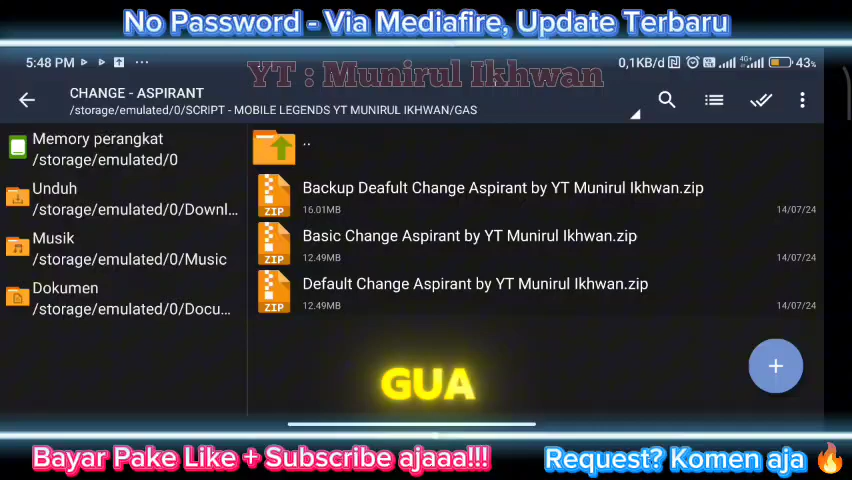 No Password - Via Mediafire, Update Terbaru
5:48 PM
0,1KB/d
4G+
43%
YT : Munirul Ikhwan
CHANGE - ASPIRANT
/storage/emulated/0/SCRIPT - MOBILE LEGENDS YT MUNIRUL IKHWAN/GAS
Memory perangkat
/storage/emulated/0
Unduh
/storage/emulated/0/Downl...
Musik
/storage/emulated/0/Music
Dokumen
/storage/emulated/0/Docu...
..
ZIP
Backup Deafult Change Aspirant by YT Munirul Ikhwan.zip
16.01MB
14/07/24
ZIP
Basic Change Aspirant by YT Munirul Ikhwan.zip
12.49MB
14/07/24
ZIP
Default Change Aspirant by YT Munirul Ikhwan.zip
12.49MB
14/07/24
GUA
Bayar Pake Like + Subscribe ajaaa!!!
Request? Komen aja 🔥